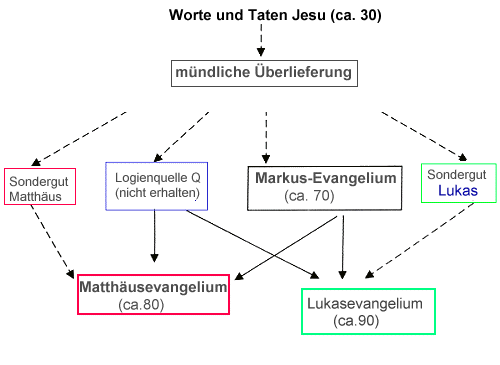 Worte und Taten Jesu (ca. 30)
mündliche Überlieferung
Sondergut
Matthäus
Logienquelle Q
(nicht erhalten)
Markus-Evangelium
(ca. 70)
Sondergut
Lukas
Matthäusevangelium
(ca.80)
Lukasevangelium
(ca.90)